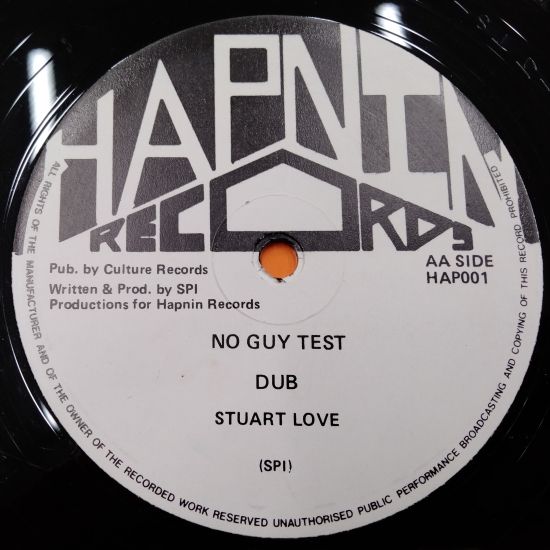 HAPNIN
RECORDS
Pub. by Culture Records
Written & Prod. by SPI
Productions for Hapnin Records
AA SIDE
HAP001
NO GUY TEST
DUB
STUART LOVE
(SPI)
ALL RIGHTS OF THE MANUFACTURER AND OF THE OWNER OF THE RECORDED WORK RESERVED UNAUTHORISED PUBLIC PERFORMANCE BROADCASTING AND COPYING OF THIS RECORD PROHIBITED